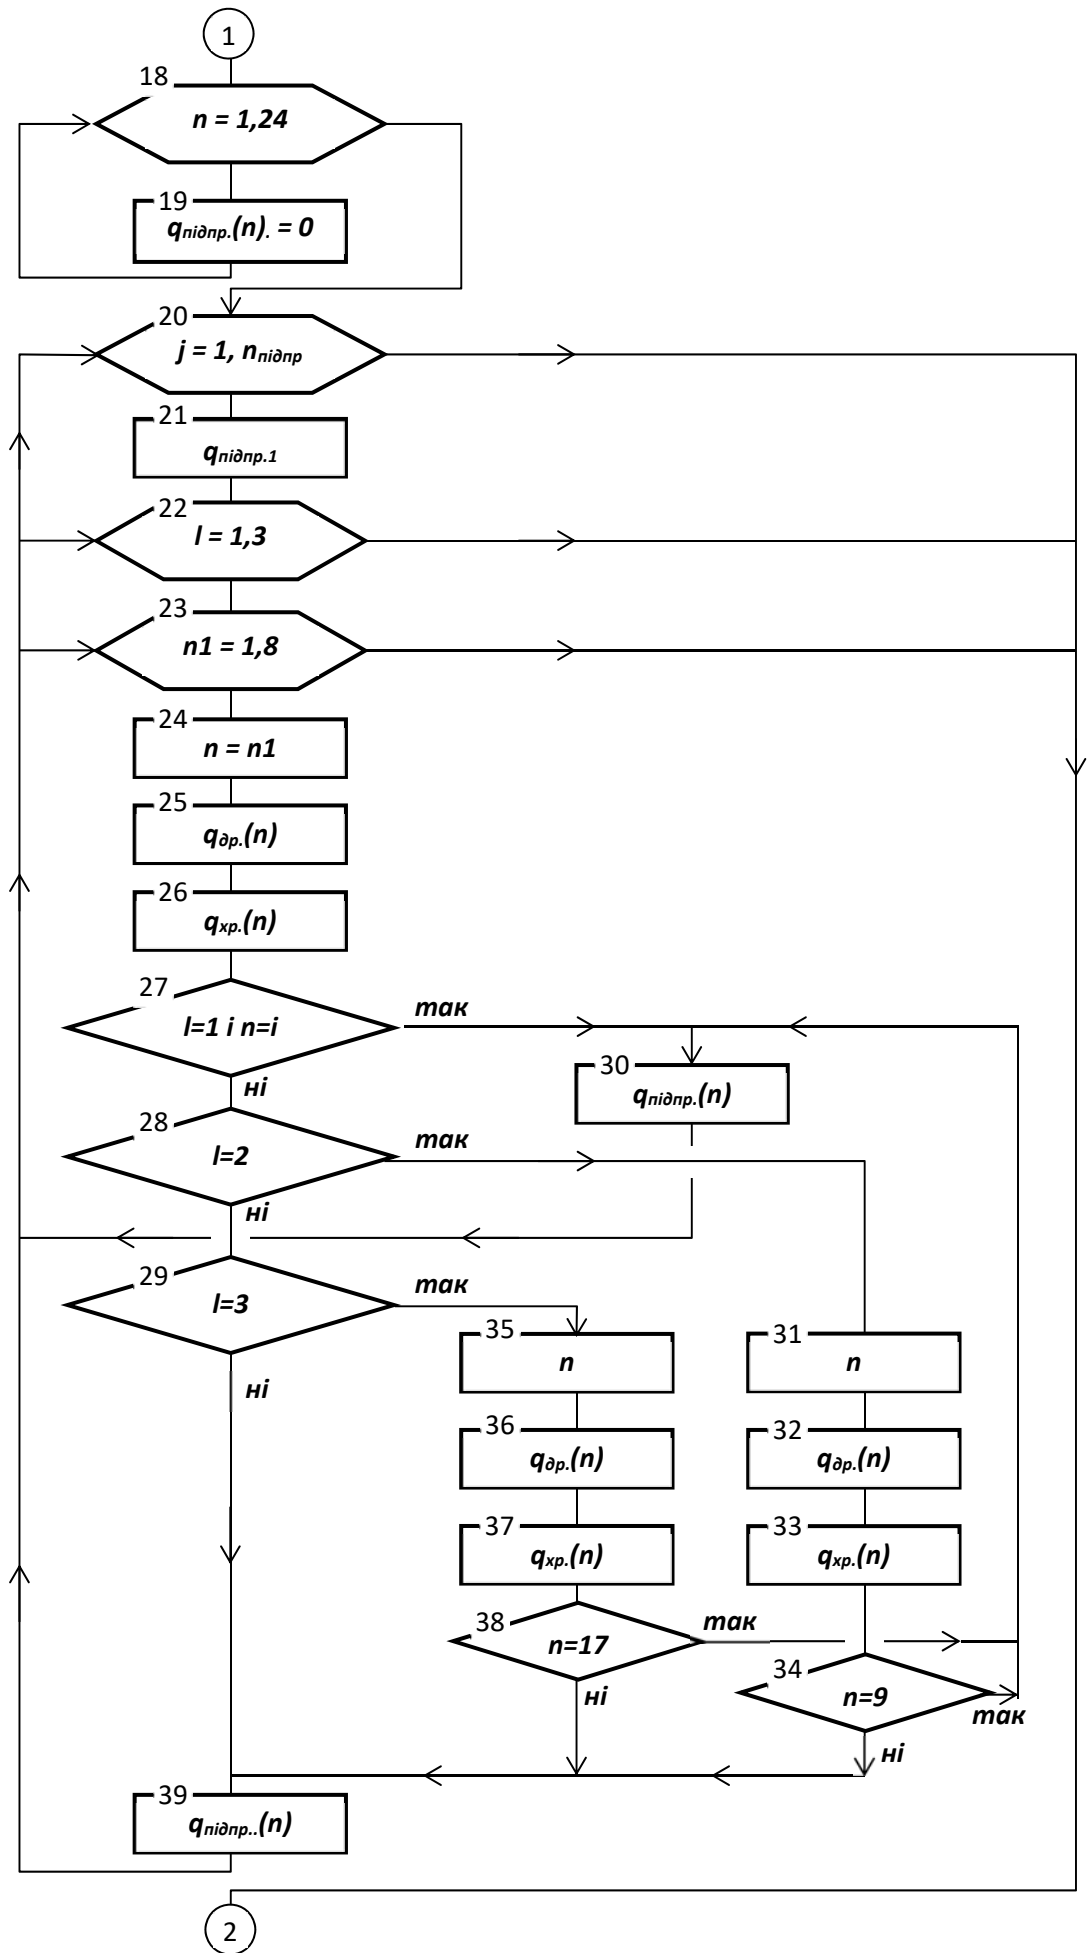 1
18
n = 1,24
19
qпідпр.(n). = 0
20
j = 1, nпідпр
21
qпідпр.1
22
l = 1,3
23
n1 = 1,8
24
n = n1
25
qдр.(n)
26
qхр.(n)
27
l=1 і n=i
так
ні
30
qпідпр.(n)
28
l=2
так
ні
29
l=3
так
ні
35
n
31
n
36
qдр.(n)
32
qдр.(n)
37
qхр.(n)
33
qхр.(n)
38
n=17
так
ні
34
n=9
так
ні
39
qпідпр..(n)
2